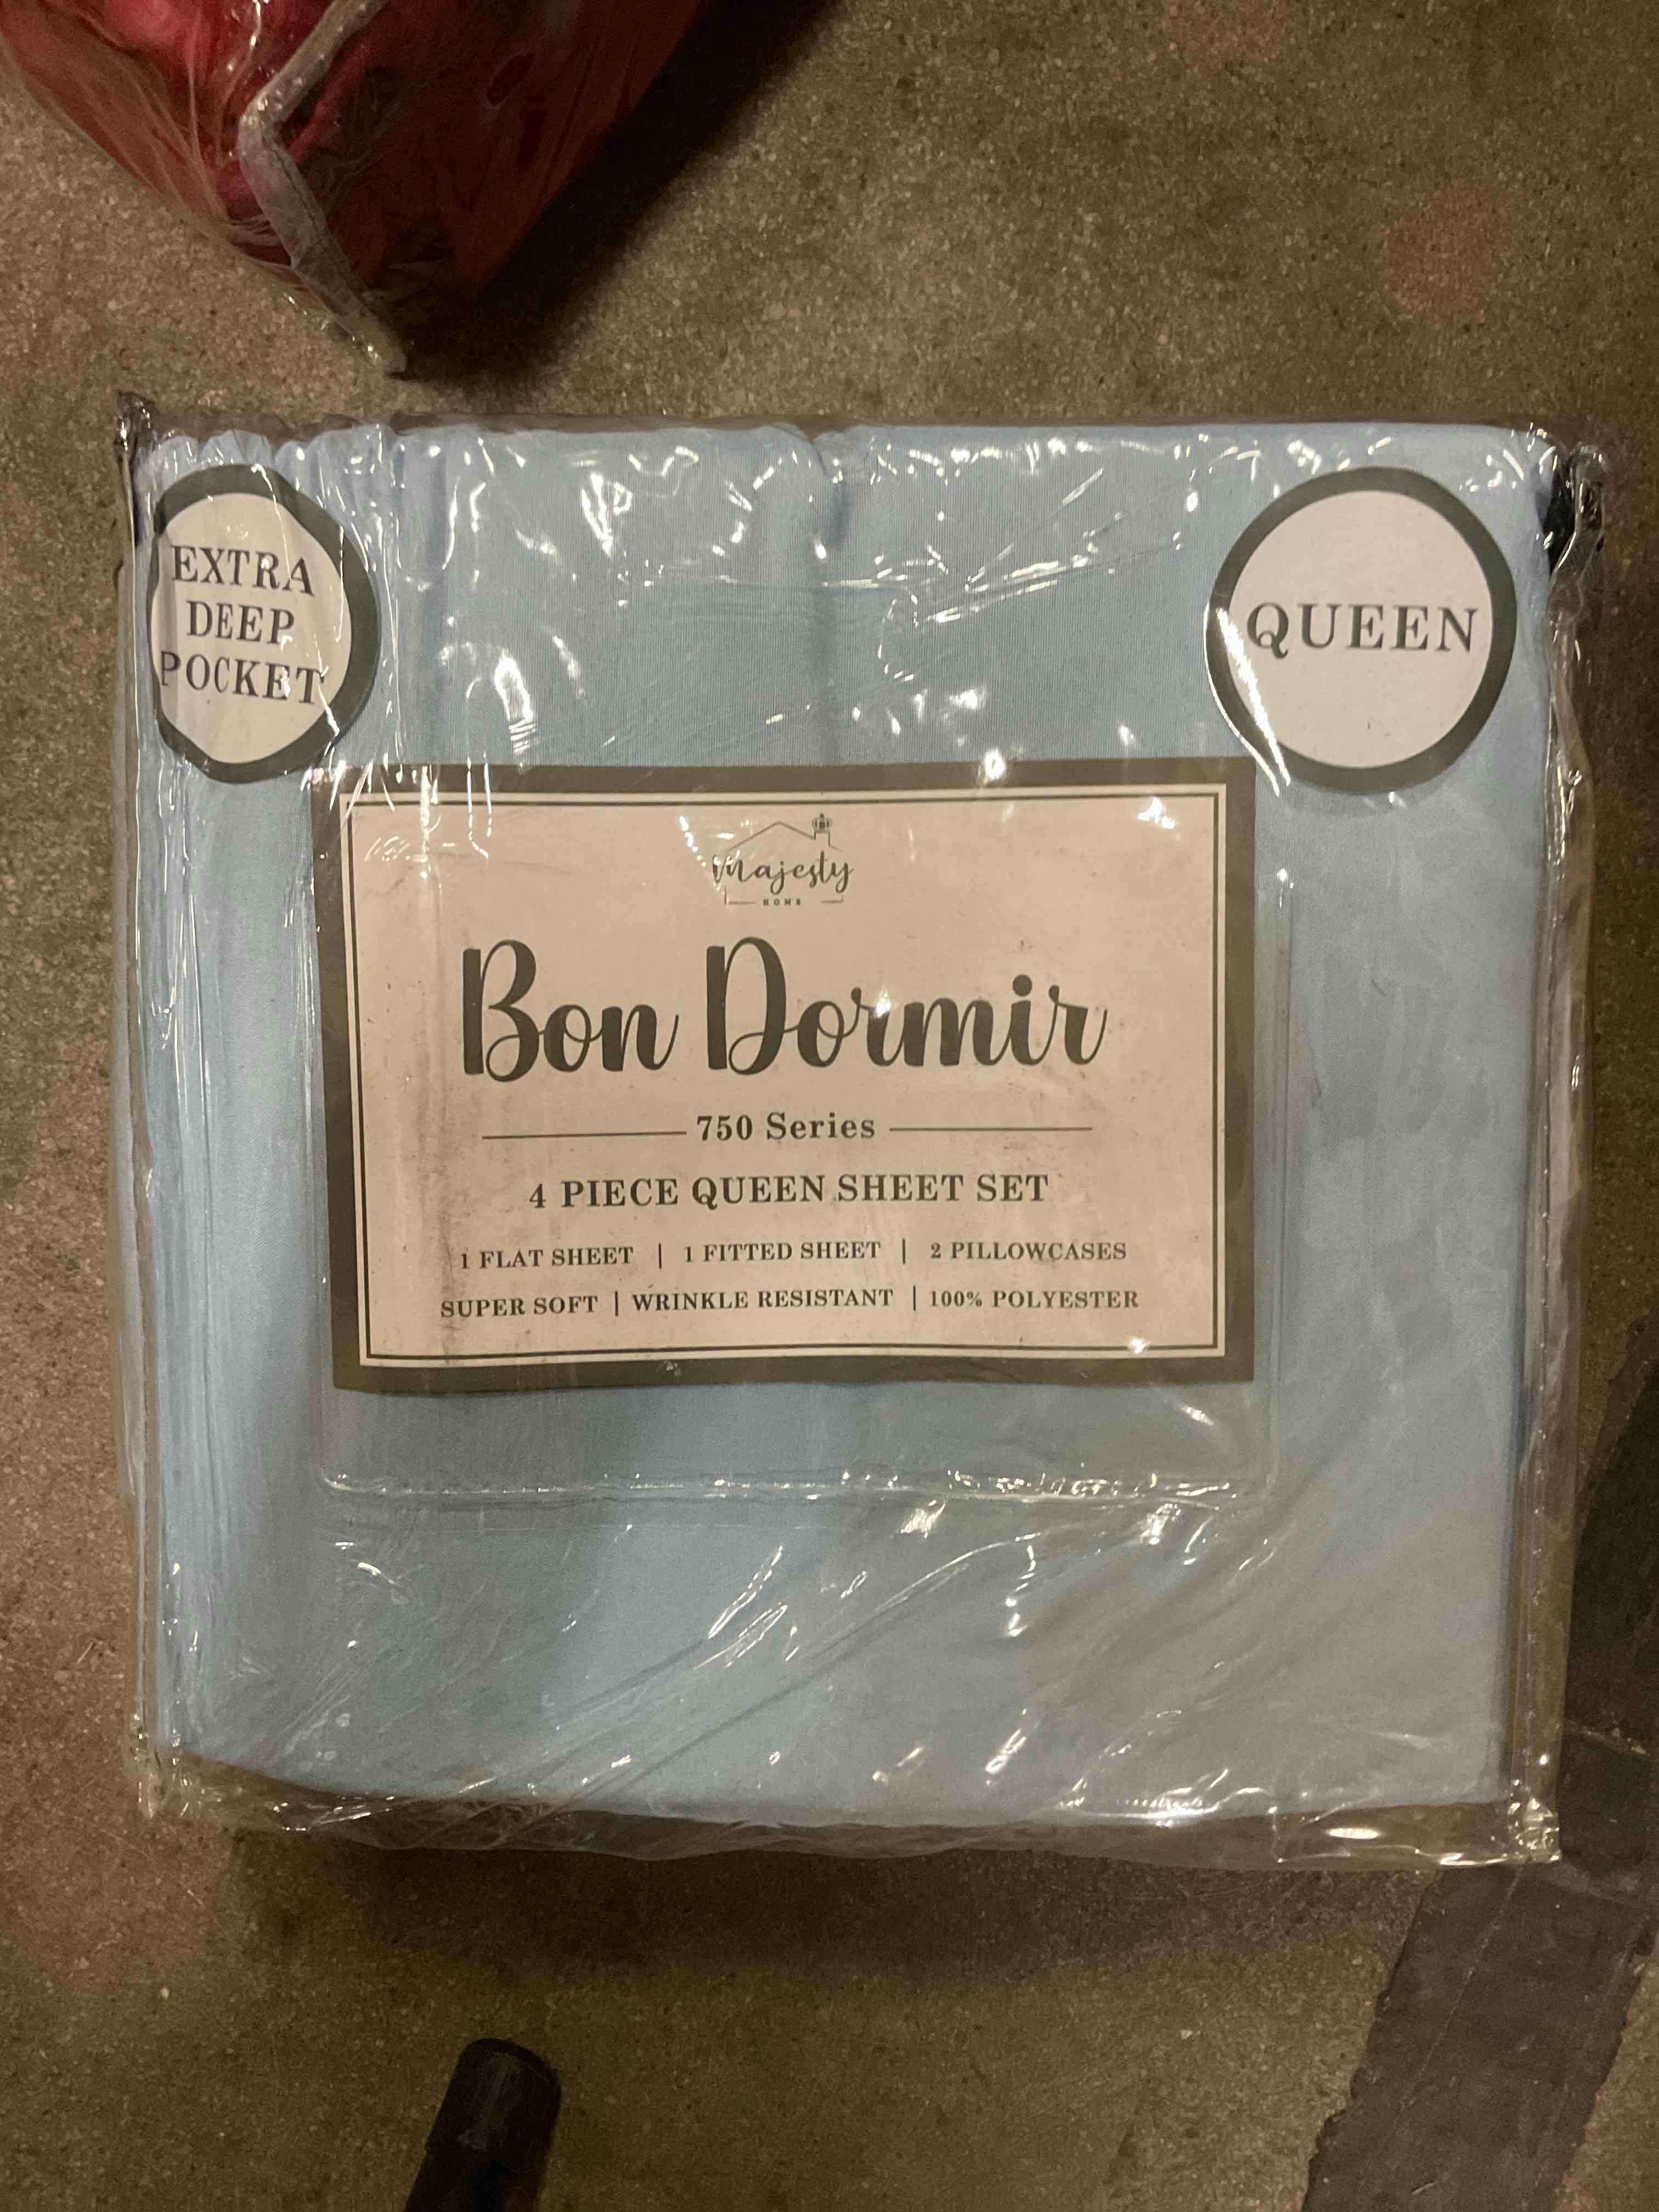 EXTRA
DEEP
POCKET
QUEEN
Majesty
HOME
Bon Dormir
750 Series
4 PIECE QUEEN SHEET SET
1 FLAT SHEET | 1 FITTED SHEET | 2 PILLOWCASES
SUPER SOFT | WRINKLE RESISTANT | 100% POLYESTER